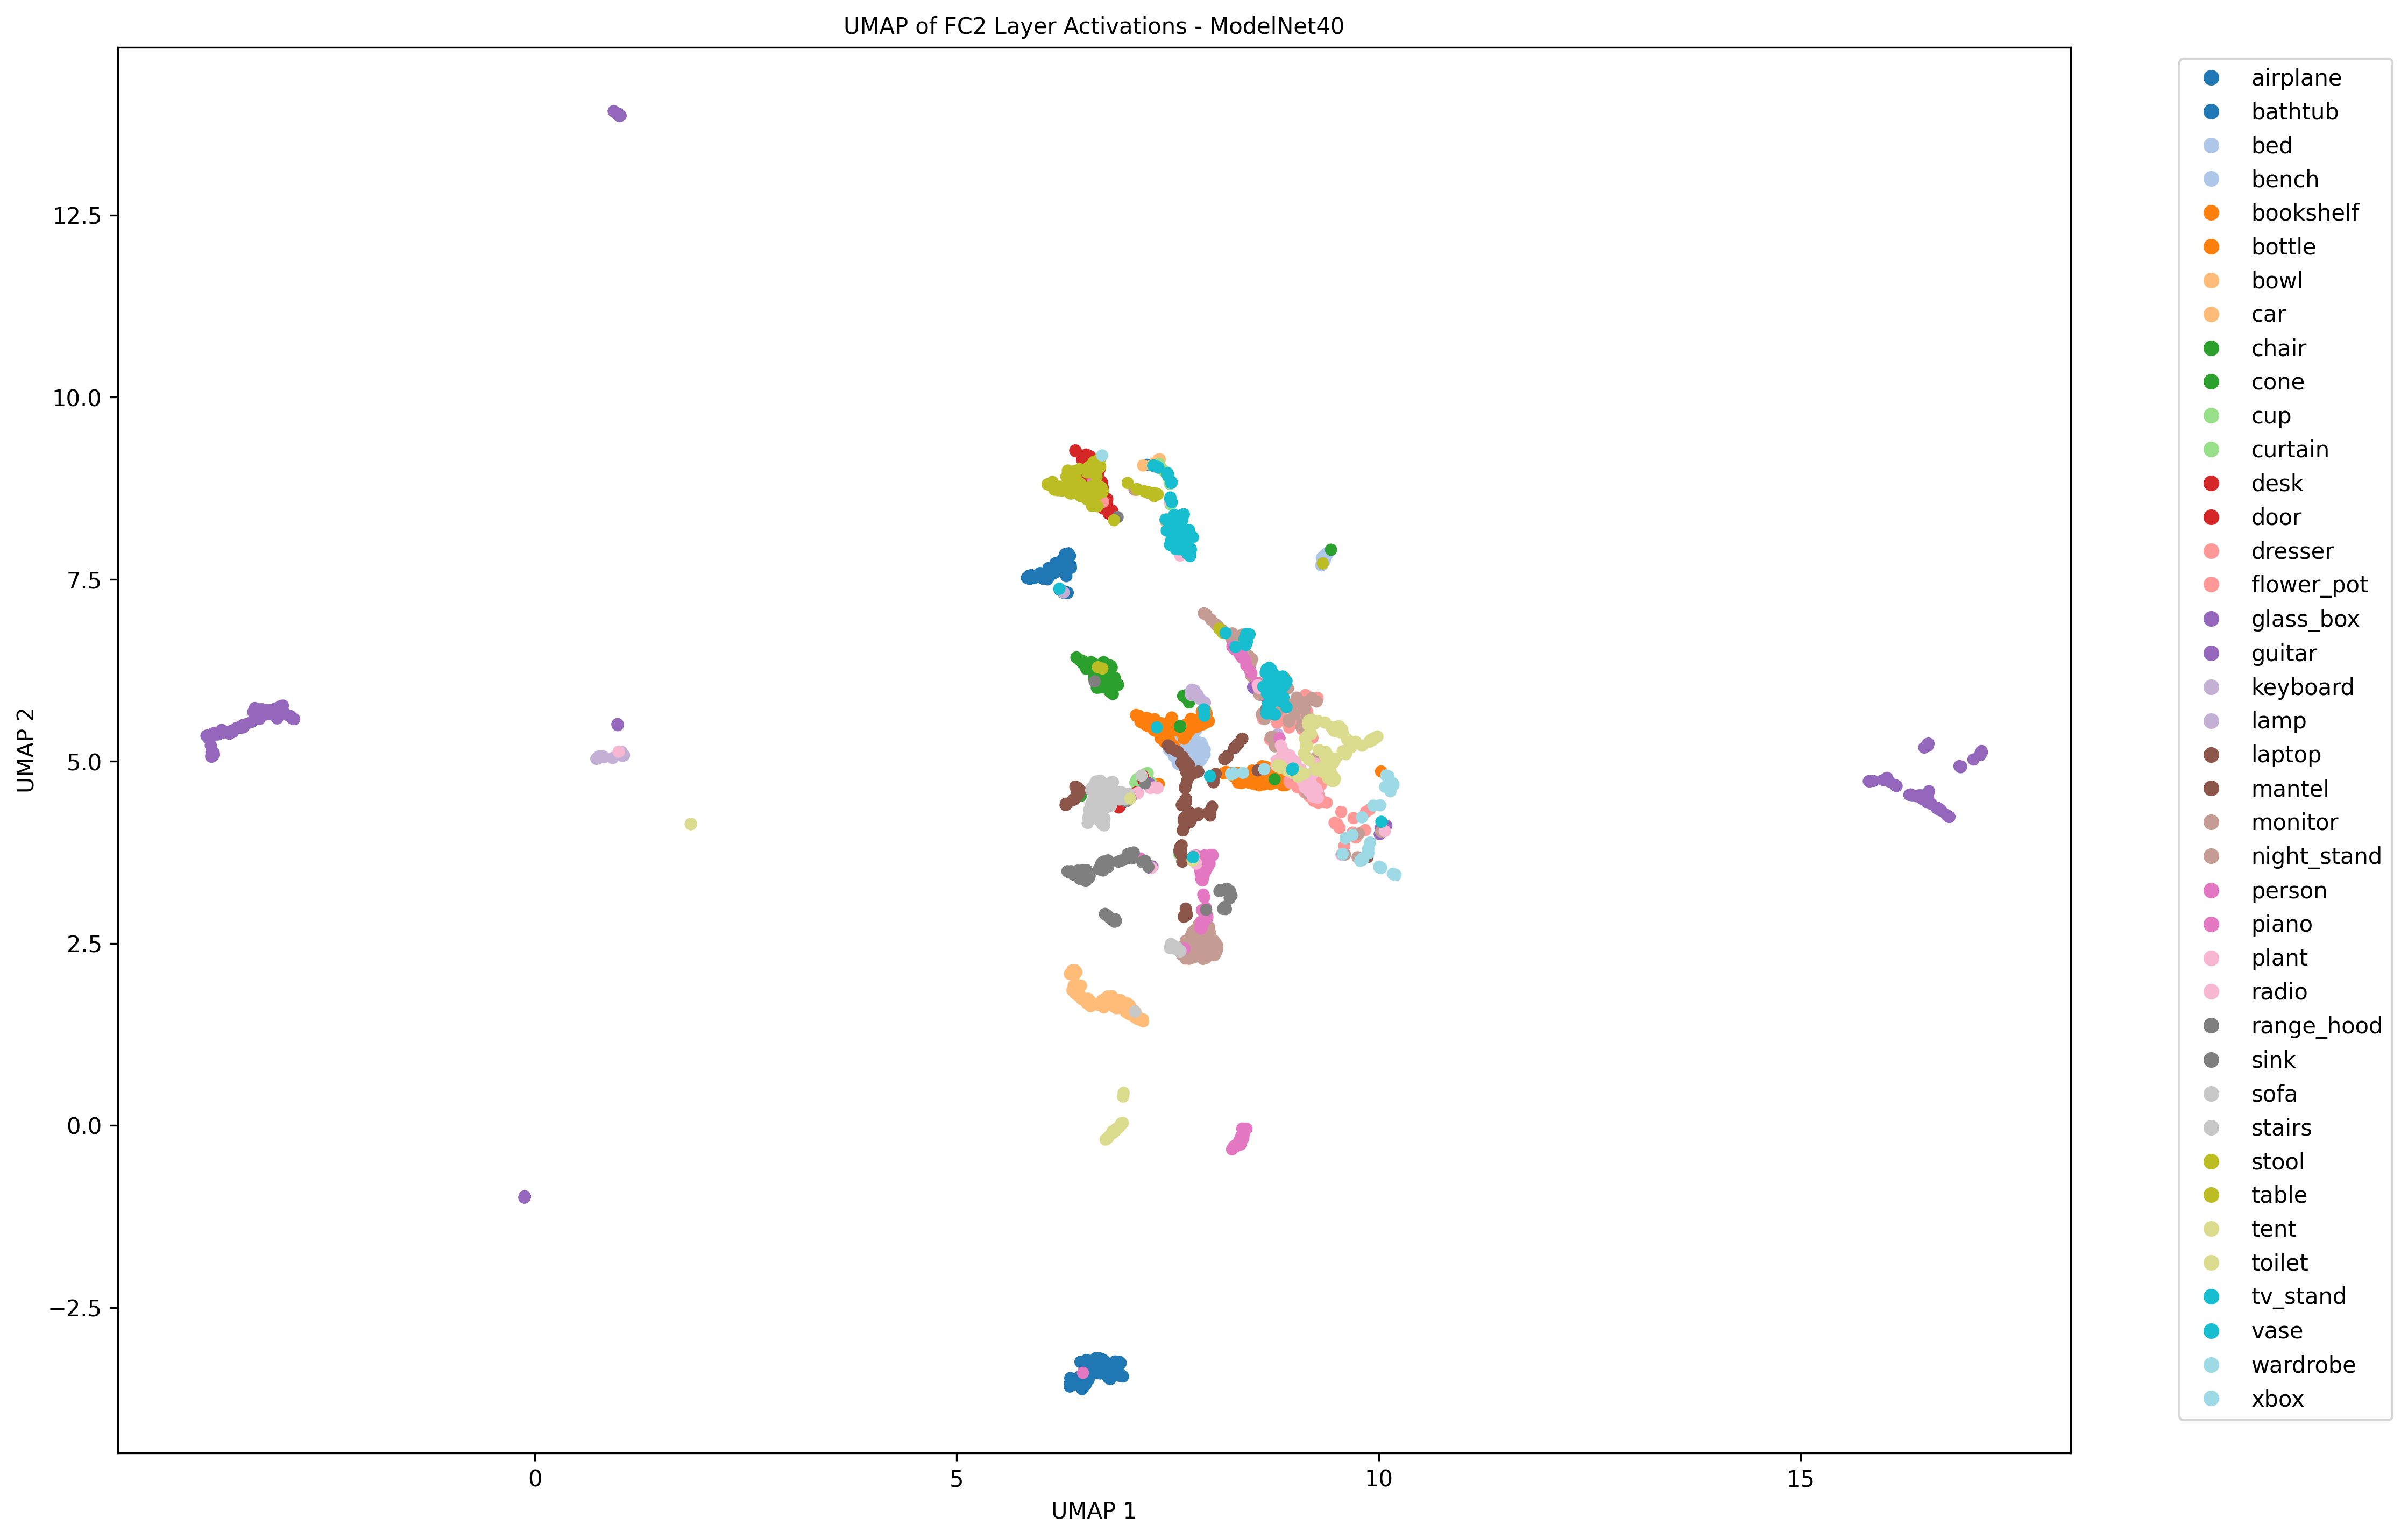 UMAP of FC2 Layer Activations - ModelNet40
12.5
10.0
7.5
5.0
2.5
0.0
−2.5
UMAP 2
0
5
10
15
UMAP 1
airplane
bathtub
bed
bench
bookshelf
bottle
bowl
car
chair
cone
cup
curtain
desk
door
dresser
flower_pot
glass_box
guitar
keyboard
lamp
laptop
mantel
monitor
night_stand
person
piano
plant
radio
range_hood
sink
sofa
stairs
stool
table
tent
toilet
tv_stand
vase
wardrobe
xbox